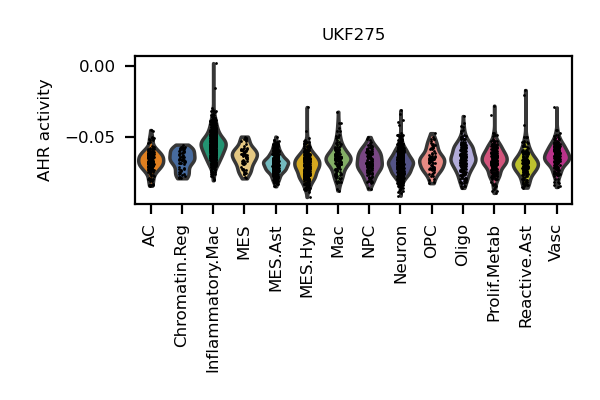 UKF275
AHR activity
0.00
−0.05
AC
Chromatin.Reg
Inflammatory.Mac
MES
MES.Ast
MES.Hyp
Mac
NPC
Neuron
OPC
Oligo
Prolif.Metab
Reactive.Ast
Vasc